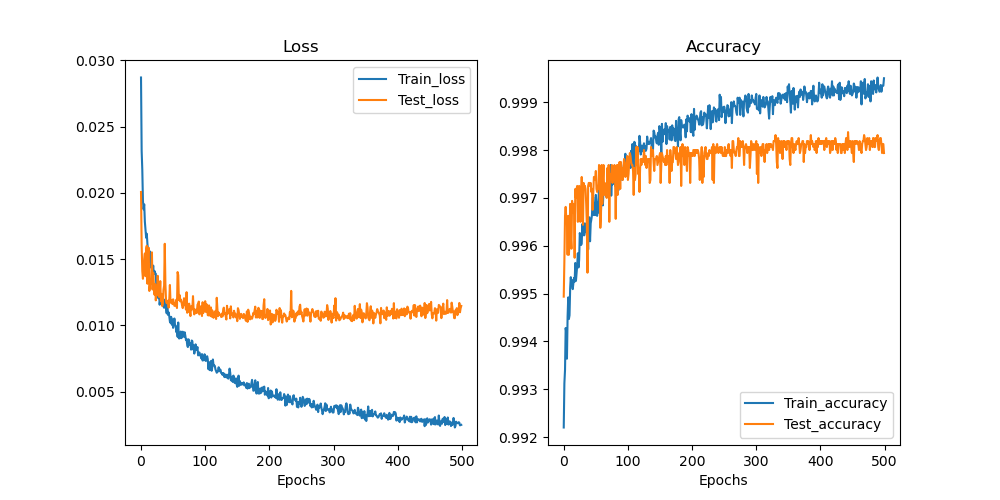 Loss
0.030
0.025
0.020
0.015
0.010
0.005
0 100 200 300 400 500
Epochs
Train_loss
Test_loss
Accuracy
0.999
0.998
0.997
0.996
0.995
0.994
0.993
0.992
0 100 200 300 400 500
Epochs
Train_accuracy
Test_accuracy